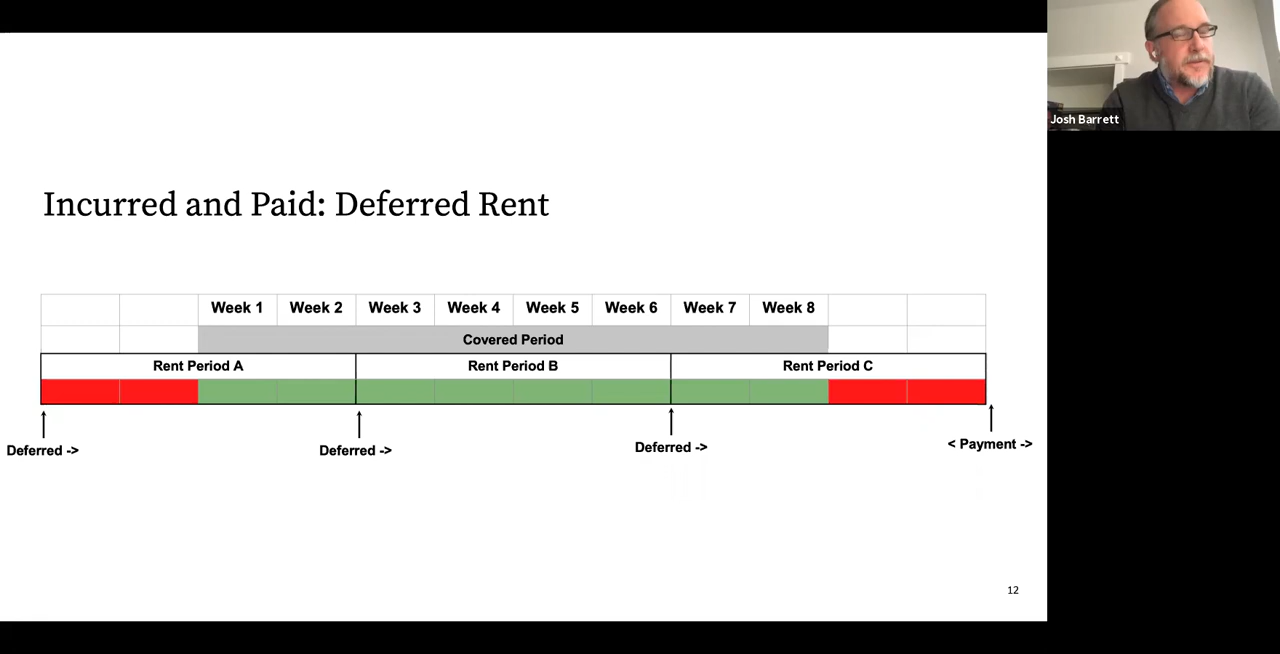 Josh Barrett
Incurred and Paid: Deferred Rent
Week 1 Week 2 Week 3 Week 4 Week 5 Week 6 Week 7 Week 8
Covered Period
Rent Period A Rent Period B Rent Period C
Deferred -> Deferred -> Deferred -> < Payment ->
12